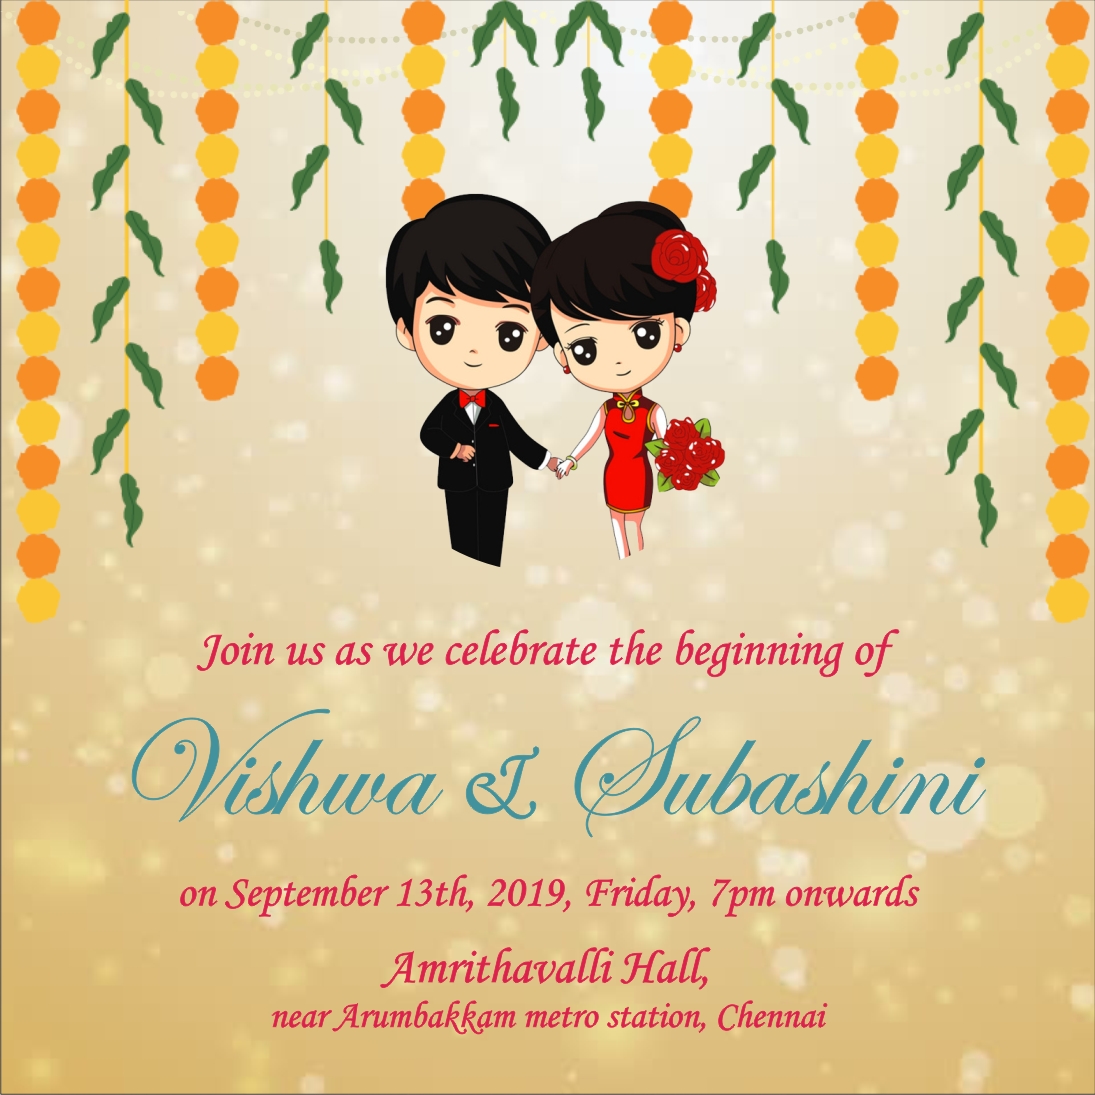 Join us as we celebrate the beginning of
Vishwa & Subashini
on September 13th, 2019, Friday, 7pm onwards
Amrithavalli Hall,
near Arumbakkam metro station, Chennai